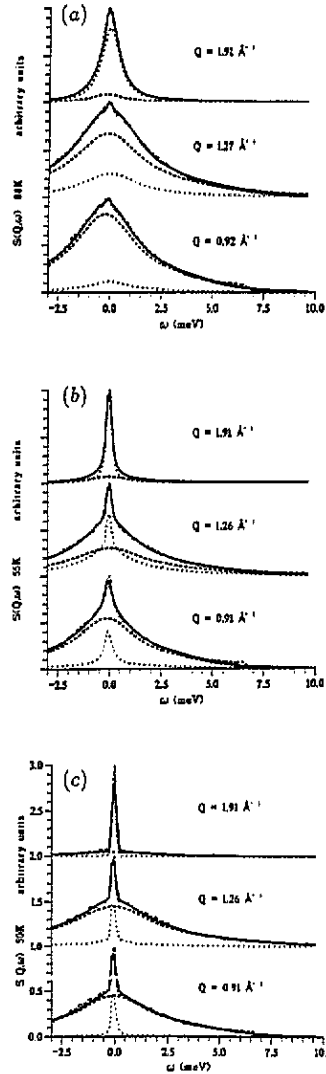 (a)
Q = 1.91 Å⁻¹
Q = 1.27 Å⁻¹
Q = 0.92 Å⁻¹
S(Q,ω) 84K arbitrary units
-2.5 0.0 2.5 5.0 7.5 10.0
ω (meV)
(b)
Q = 1.91 Å⁻¹
Q = 1.26 Å⁻¹
Q = 0.91 Å⁻¹
S(Q,ω) 55K arbitrary units
-2.5 0.0 2.5 5.0 7.5 10.0
ω (meV)
(c)
3.0
2.5
2.0
1.5
1.0
0.5
0.0
Q = 1.91 Å⁻¹
Q = 1.26 Å⁻¹
Q = 0.91 Å⁻¹
S(Q,ω) arbitrary units
-2.5 0.0 2.5 5.0 7.5 10.0
ω (meV)